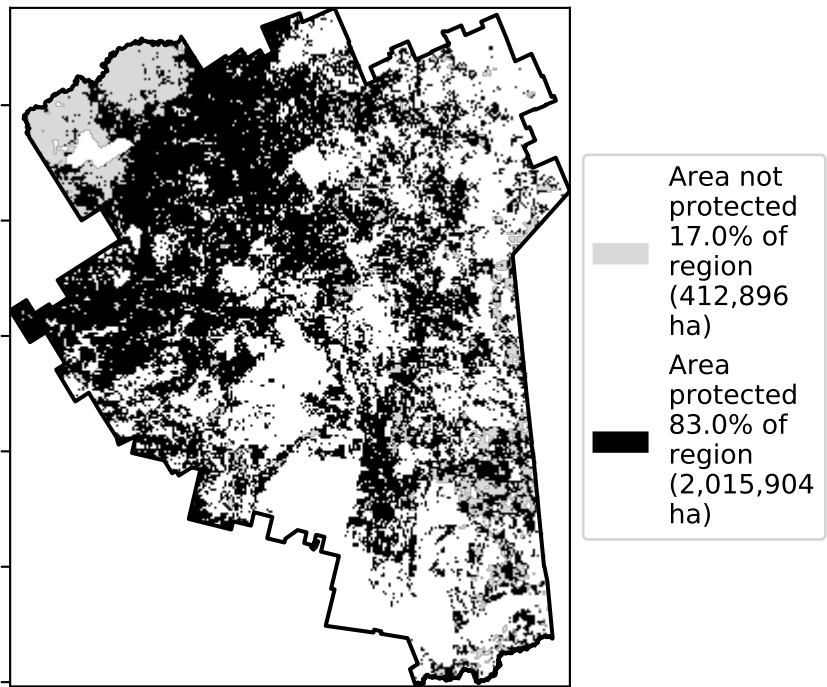 Area not
protected
17.0% of
region
(412,896
ha)
Area
protected
83.0% of
region
(2,015,904
ha)